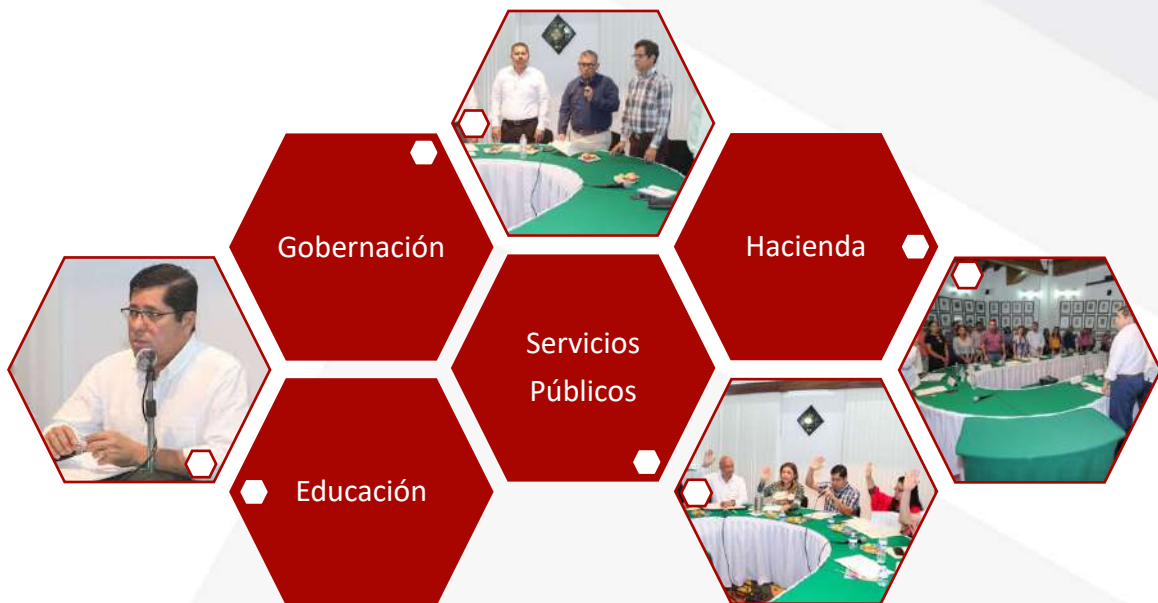 Gobernación
Hacienda
Servicios
Públicos
Educación